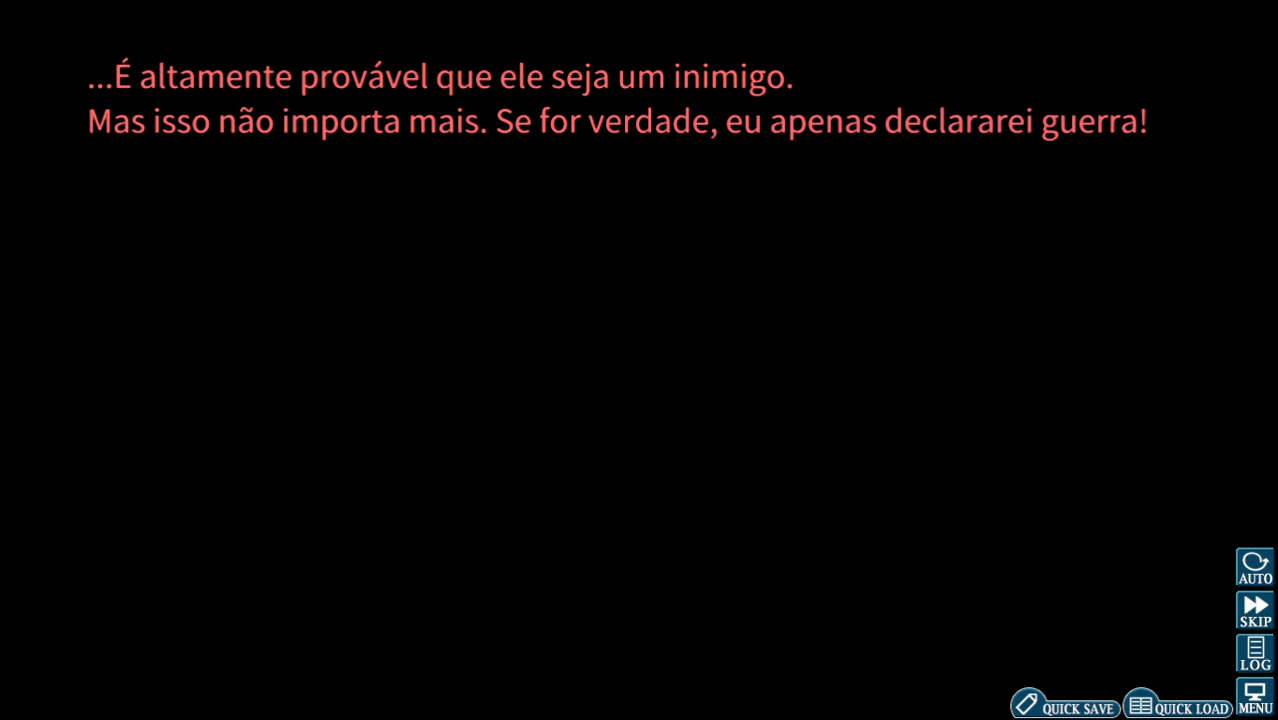 ...É altamente provável que ele seja um inimigo.
Mas isso não importa mais. Se for verdade, eu apenas declararei guerra!
AUTO
SKIP
LOG
MENU
QUICK SAVE
QUICK LOAD